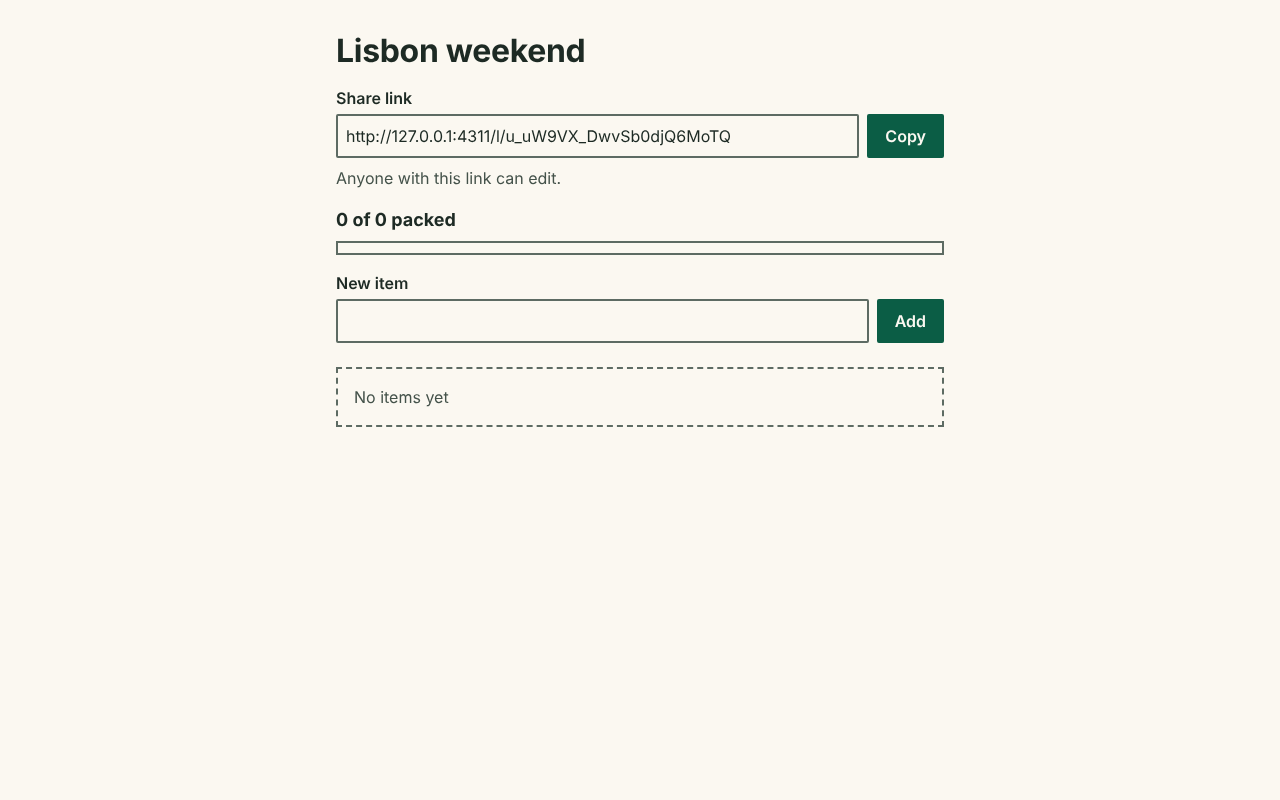 Lisbon weekend
Share link
http://127.0.0.1:4311/l/u_uW9VX_DwvSb0djQ6MoTQ
Copy
Anyone with this link can edit.
0 of 0 packed
New item
Add
No items yet